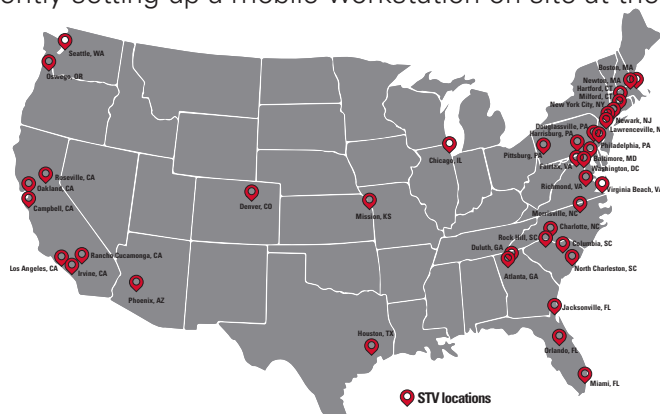 ently setting up a mobile workstation on site at the
Seattle, WA
Oswego, OR
Boston, MA
Newton, MA
Hartford, CT
Milford, CT
New York City, NY
Newark, NJ
Douglassville, PA
Lawrenceville, N
Harrisburg, PA
Philadelphia, PA
Pittsburg, PA
Baltimore, MD
Fairfax, VA
Washington, DC
Chicago, IL
Roseville, CA
Oakland, CA
Campbell, CA
Denver, CO
Mission, KS
Richmond, VA
Virginia Beach, VA
Morrisville, NC
Charlotte, NC
Rock Hill, SC
Columbia, SC
Duluth, GA
Rancho Cucamonga, CA
Los Angeles, CA
Irvine, CA
Atlanta, GA
North Charleston, SC
Phoenix, AZ
Jacksonville, FL
Houston, TX
Orlando, FL
Miami, FL
STV locations